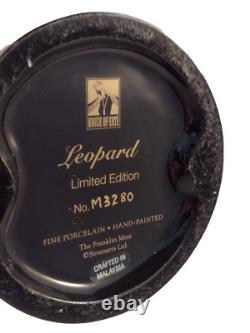 HOUSE OF ERTÉ
Leopard
Limited Edition
No. M3280
FINE PORCELAIN • HAND-PAINTED
The Franklin Mint
© Sevenarts Ltd.
CRAFTED IN
MALAYSIA
ebay